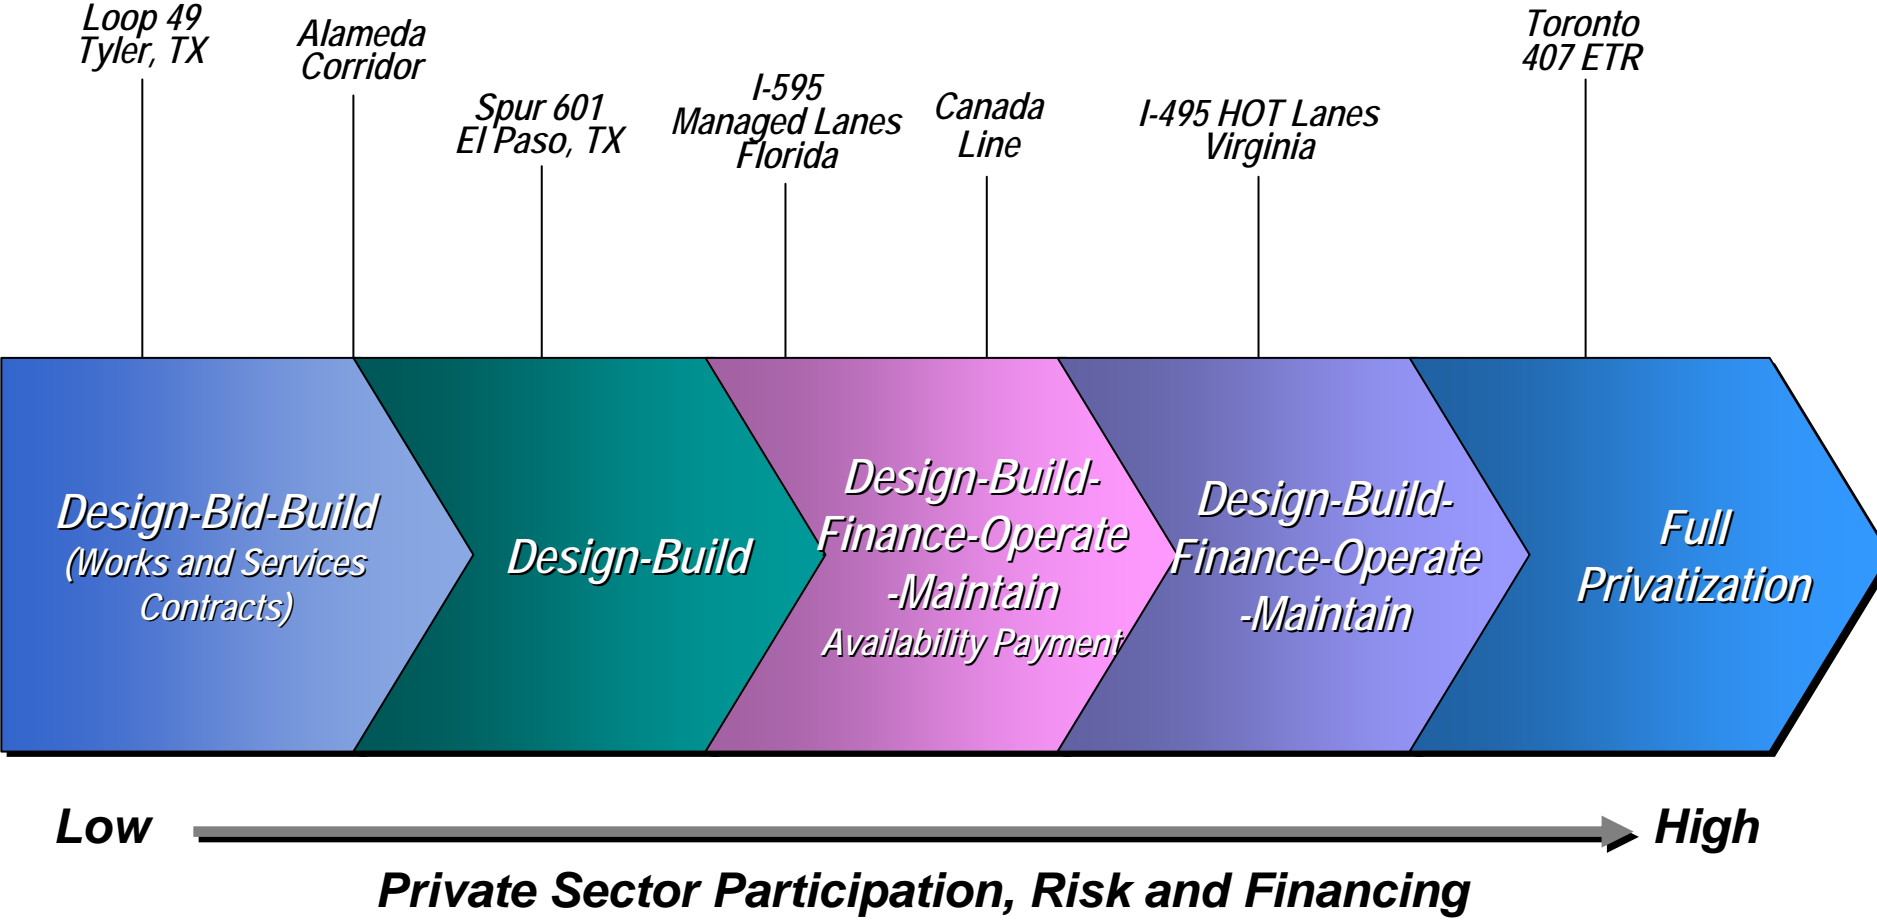 Loop 49
Tyler, TX
Alameda
Corridor
Spur 601
El Paso, TX
I-595
Managed Lanes
Florida
Canada
Line
I-495 HOT Lanes
Virginia
Toronto
407 ETR
Design-Bid-Build
(Works and Services
Contracts)
Design-Build
Design-Build-
Finance-Operate
-Maintain
Availability Payment
Design-Build-
Finance-Operate
-Maintain
Full
Privatization
Low
High
Private Sector Participation, Risk and Financing